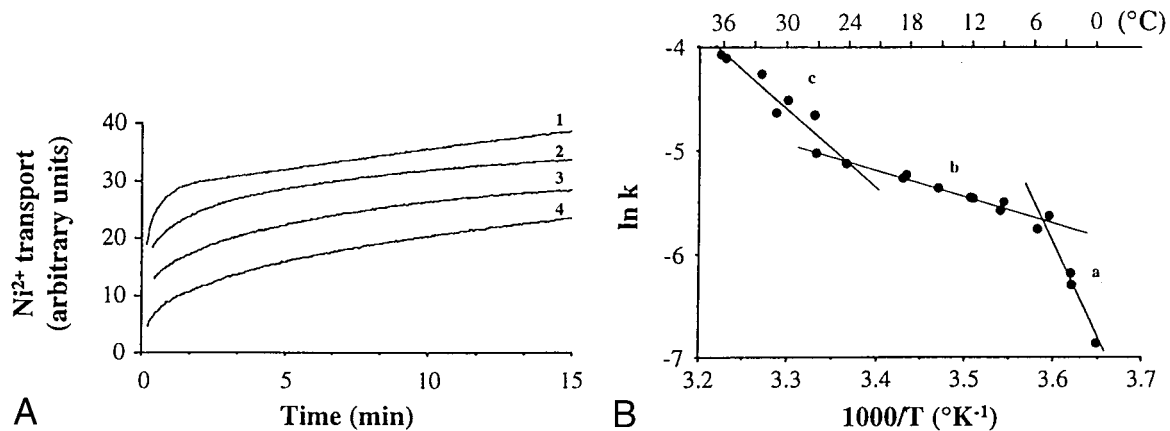 40
30
20
10
0
Ni²⁺ transport
(arbitrary units)
1
2
3
4
0 5 10 15
Time (min)
A
36 30 24 18 12 6 0 (°C)
-4
-5
-6
-7
ln k
c
b
a
3.2 3.3 3.4 3.5 3.6 3.7
1000/T (°K⁻¹)
B